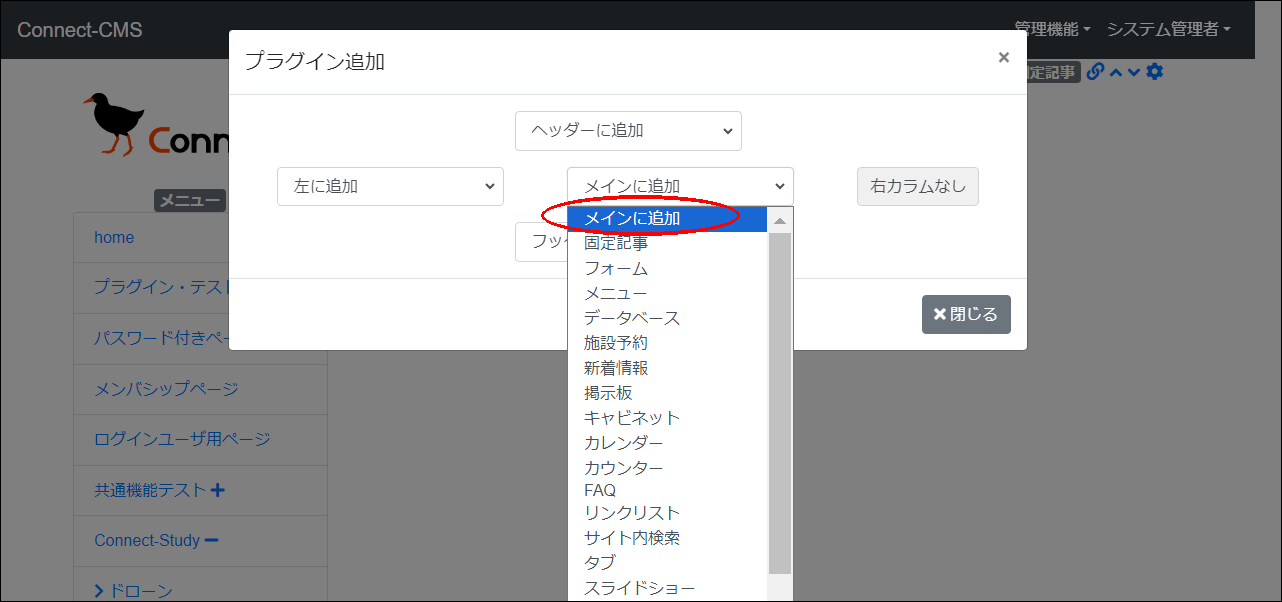 Connect-CMS
管理機能 システム管理者
プラグイン追加
×
定記事
Conn
ヘッダーに追加
左に追加
メインに追加
右カラムなし
メニュー
メインに追加
フッ
固定記事
home
フォーム
プラグイン・テス
メニュー
閉じる
データベース
パスワード付きペー
施設予約
新着情報
メンバシップページ
掲示板
キャビネット
ログインユーザ用ページ
カレンダー
カウンター
共通機能テスト
FAQ
リンクリスト
Connect-Study
サイト内検索
タブ
ドローン
スライドショー